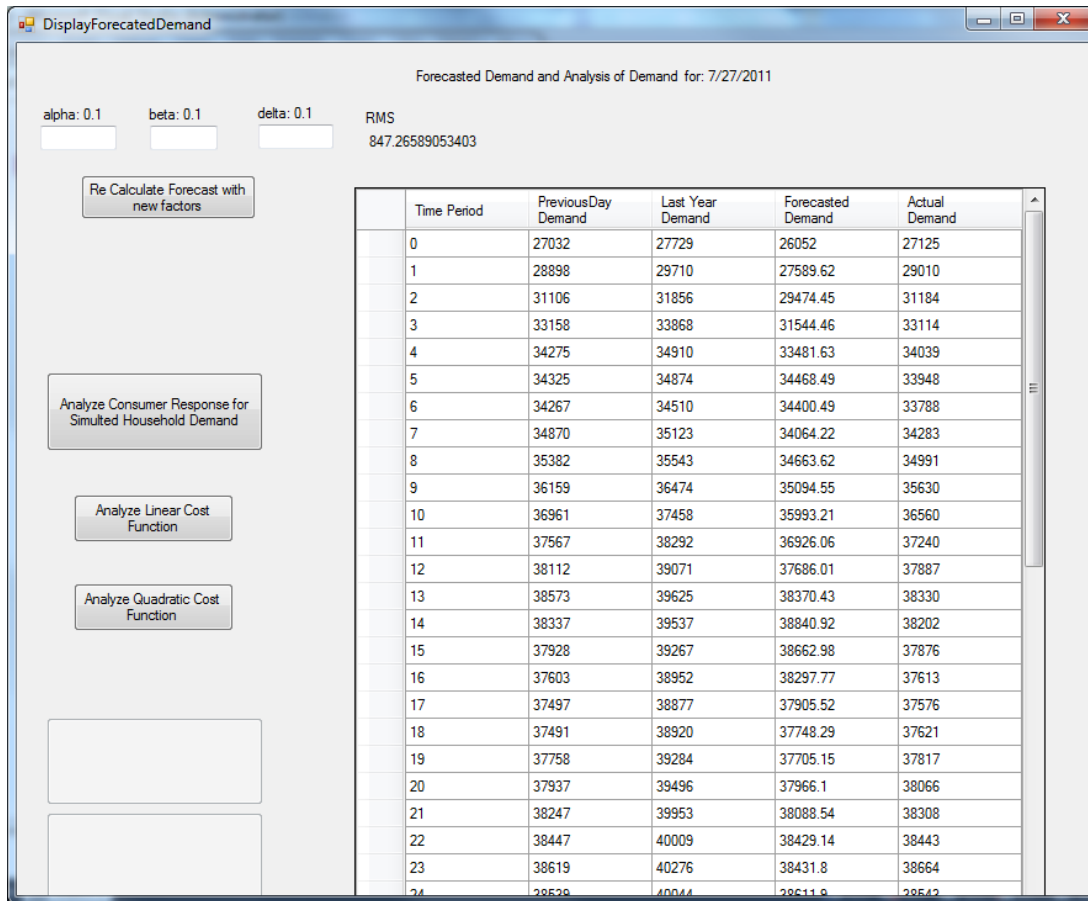 DisplayForecatedDemand
Forecasted Demand and Analysis of Demand for: 7/27/2011
alpha: 0.1 beta: 0.1 delta: 0.1 RMS
847.26589053403
Re Calculate Forecast with
new factors
Analyze Consumer Response for
Simulted Household Demand
Analyze Linear Cost
Function
Analyze Quadratic Cost
Function
Time Period PreviousDay Demand Last Year Demand Forecasted Demand Actual Demand
0 27032 27729 26052 27125
1 28898 29710 27589.62 29010
2 31106 31856 29474.45 31184
3 33158 33868 31544.46 33114
4 34275 34910 33481.63 34039
5 34325 34874 34468.49 33948
6 34267 34510 34400.49 33788
7 34870 35123 34064.22 34283
8 35382 35543 34663.62 34991
9 36159 36474 35094.55 35630
10 36961 37458 35993.21 36560
11 37567 38292 36926.06 37240
12 38112 39071 37686.01 37887
13 38573 39625 38370.43 38330
14 38337 39537 38840.92 38202
15 37928 39267 38662.98 37876
16 37603 38952 38297.77 37613
17 37497 38877 37905.52 37576
18 37491 38920 37748.29 37621
19 37758 39284 37705.15 37817
20 37937 39496 37966.1 38066
21 38247 39953 38088.54 38308
22 38447 40009 38429.14 38443
23 38619 40276 38431.8 38664
24 38539 40044 38611.9 38543